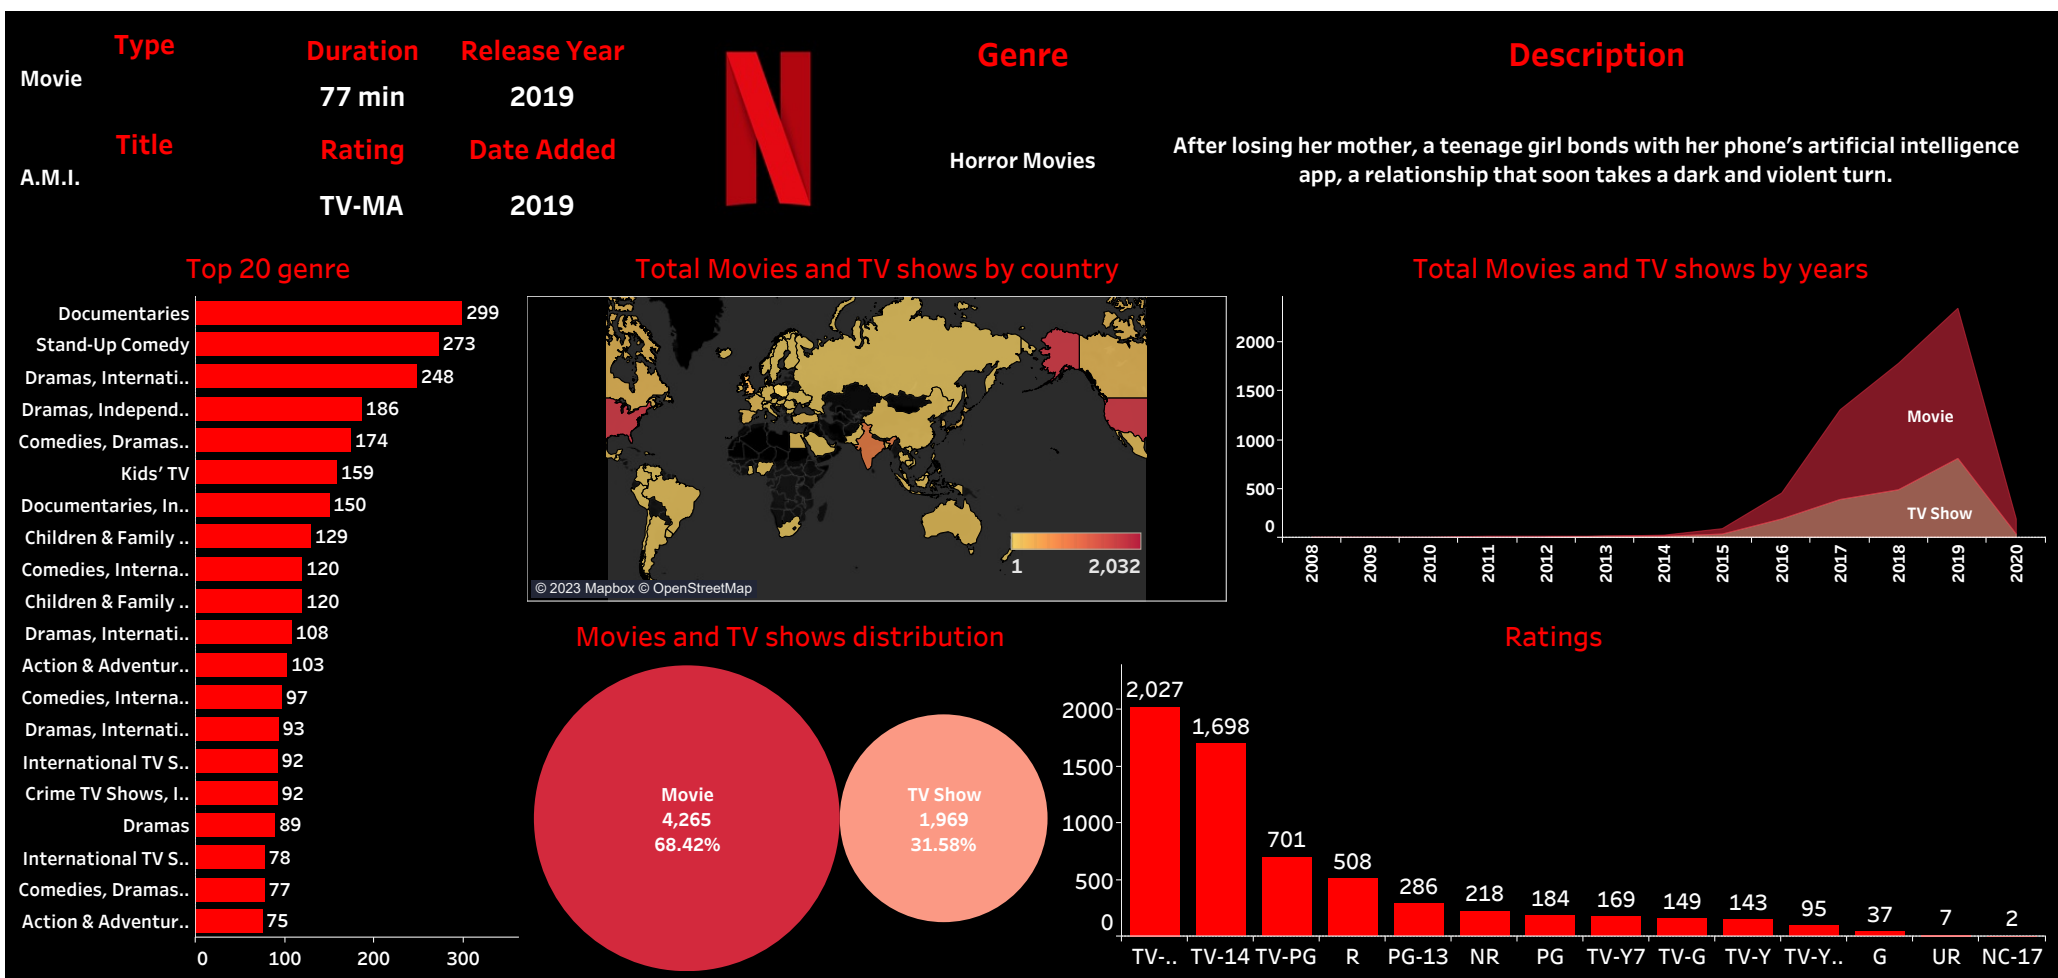 Type
Movie
Title
A.M.I.
Duration
77 min
Release Year
2019
Rating
TV-MA
Date Added
2019
Genre
Horror Movies
Description
After losing her mother, a teenage girl bonds with her phone's artificial intelligence
app, a relationship that soon takes a dark and violent turn.
Top 20 genre
Documentaries 299
Stand-Up Comedy 273
Dramas, Internati.. 248
Dramas, Independ.. 186
Comedies, Dramas.. 174
Kids' TV 159
Documentaries, In.. 150
Children & Family .. 129
Comedies, Interna.. 120
Children & Family .. 120
Dramas, Internati.. 108
Action & Adventur.. 103
Comedies, Interna.. 97
Dramas, Internati.. 93
International TV S.. 92
Crime TV Shows, I.. 92
Dramas 89
International TV S.. 78
Comedies, Dramas.. 77
Action & Adventur.. 75
0 100 200 300
Total Movies and TV shows by country
1 2,032
© 2023 Mapbox © OpenStreetMap
Total Movies and TV shows by years
2000
1500
1000
500
0
Movie
TV Show
2008 2009 2010 2011 2012 2013 2014 2015 2016 2017 2018 2019 2020
Movies and TV shows distribution
Movie
4,265
68.42%
TV Show
1,969
31.58%
Ratings
2000
1500
1000
500
0
2,027 1,698 701 508 286 218 184 169 149 143 95 37 7 2
TV-.. TV-14 TV-PG R PG-13 NR PG TV-Y7 TV-G TV-Y TV-Y.. G UR NC-17